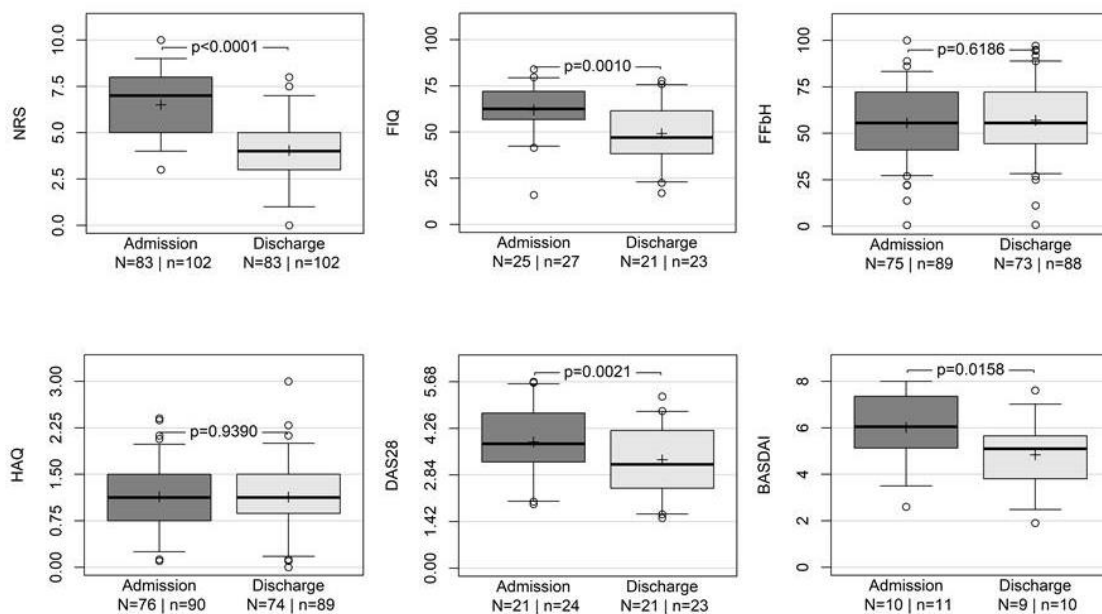 NRS
10.0
7.5
5.0
2.5
0.0
p<0.0001
Admission
N=83 | n=102
Discharge
N=83 | n=102
FIQ
100
75
50
25
0
p=0.0010
Admission
N=25 | n=27
Discharge
N=21 | n=23
FFbH
100
75
50
25
0
p=0.6186
Admission
N=75 | n=89
Discharge
N=73 | n=88
HAQ
3.00
2.25
1.50
0.75
0.00
p=0.9390
Admission
N=76 | n=90
Discharge
N=74 | n=89
DAS28
5.68
4.26
2.84
1.42
0.00
p=0.0021
Admission
N=21 | n=24
Discharge
N=21 | n=23
BASDAI
8
6
4
2
0
p=0.0158
Admission
N=10 | n=11
Discharge
N=9 | n=10